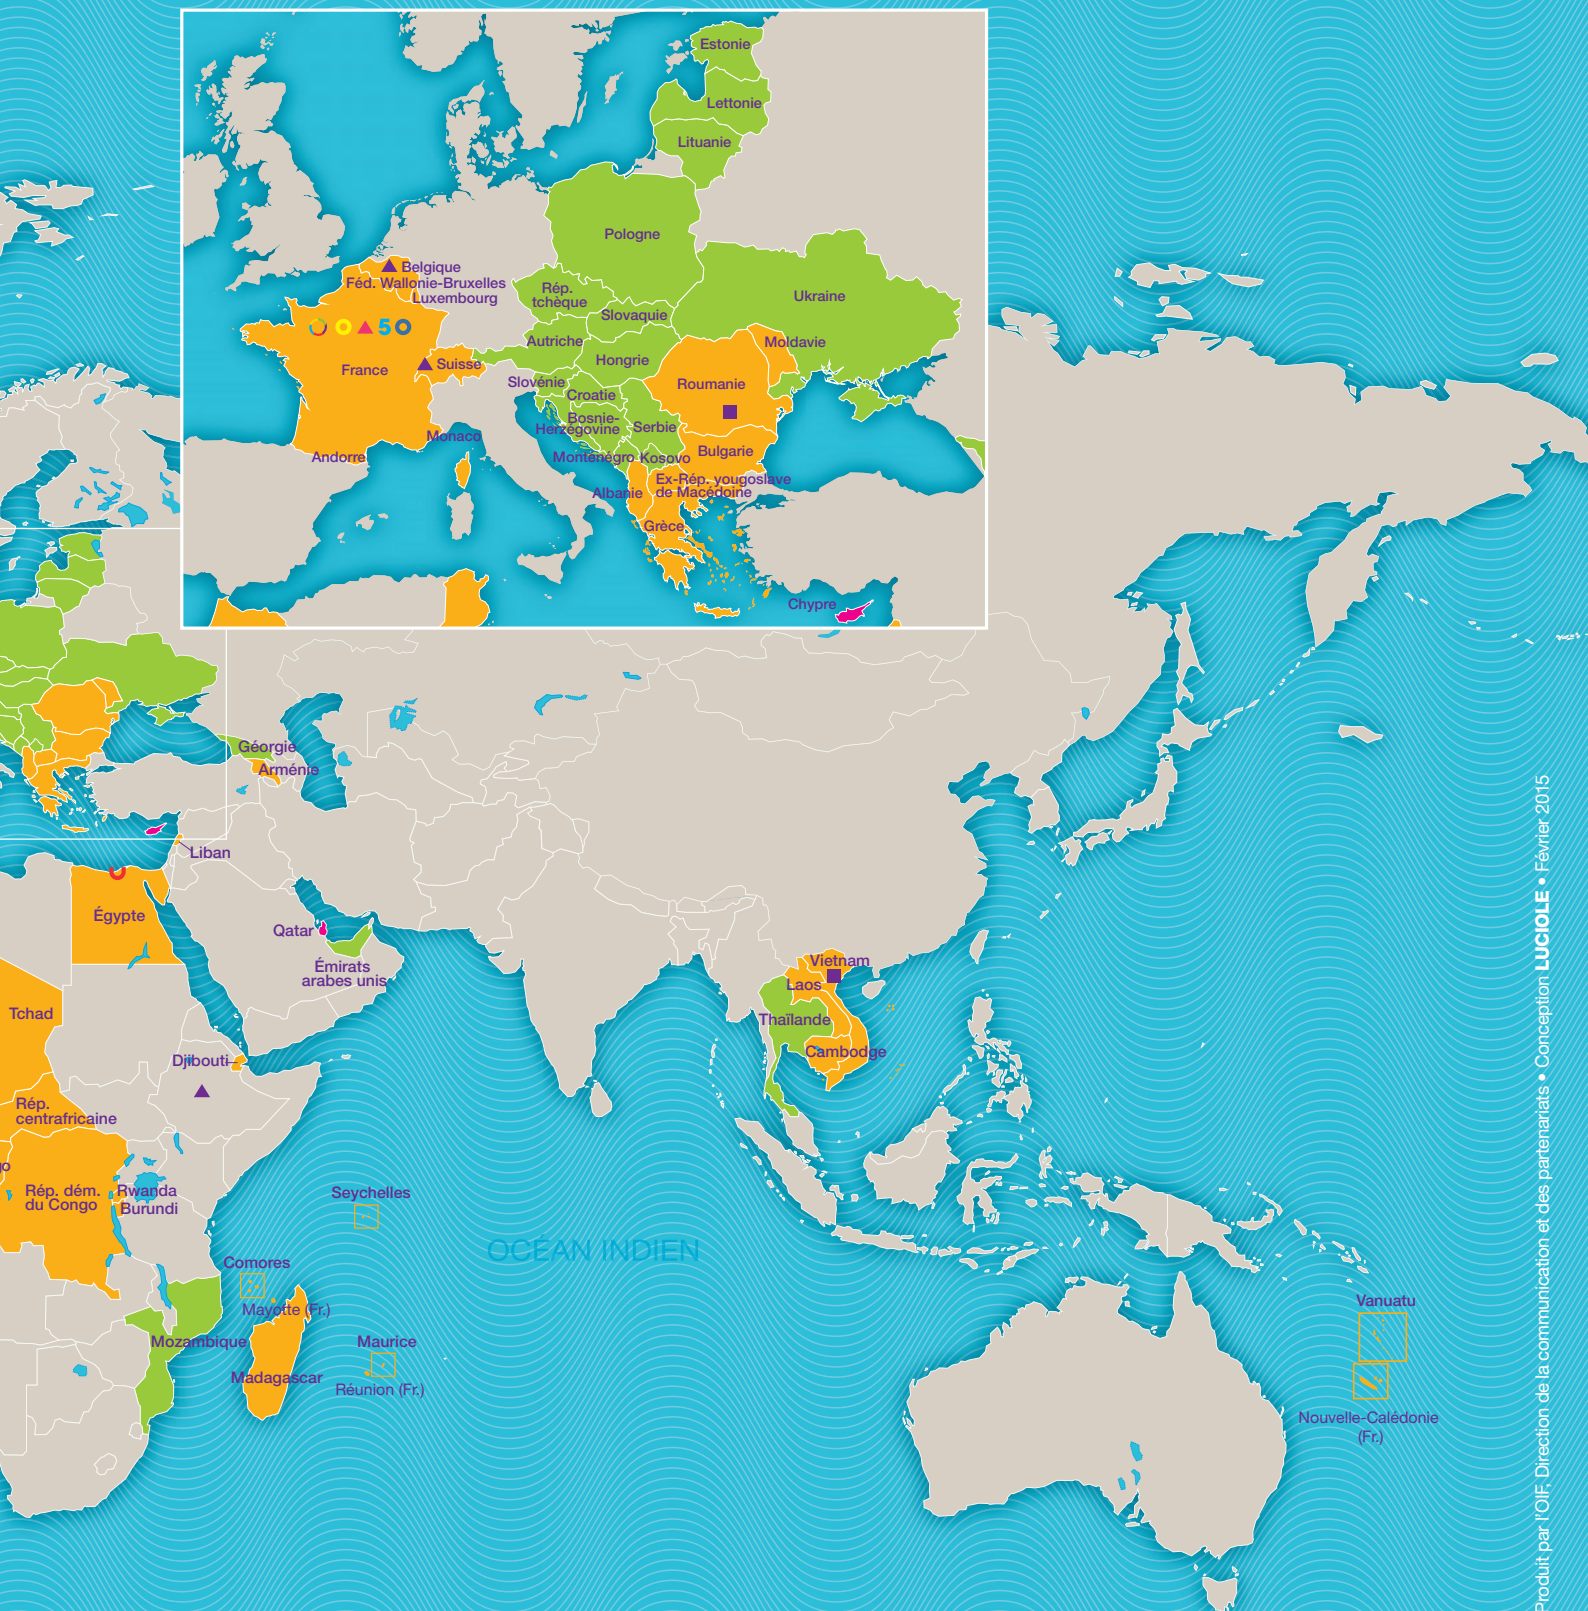 Estonie
Lettonie
Lituanie
Pologne
Belgique
Féd. Wallonie-Bruxelles
Luxembourg
Rép.
tchèque
Ukraine
Slovaquie
5
Autriche
Moldavie
Hongrie
France
Suisse
Slovénie
Roumanie
Croatie
Bosnie-
Herzégovine
Serbie
Monaco
Andorre
Monténégro
Kosovo
Bulgarie
Albanie
Ex-Rép. yougoslave
de Macédoine
Grèce
Chypre
Géorgie
Arménie
Liban
Égypte
Qatar
Émirats
arabes unis
Tchad
Vietnam
Laos
Thaïlande
Cambodge
Djibouti
Rép.
centrafricaine
go
Rép. dém.
du Congo
Rwanda
Burundi
Seychelles
OCÉAN INDIEN
Comores
Mayotte (Fr.)
Mozambique
Maurice
Madagascar
Réunion (Fr.)
Vanuatu
Nouvelle-Calédonie
(Fr.)
Produit par l'OIF, Direction de la communication et des partenariats • Conception LUCIOLE • Février 2015